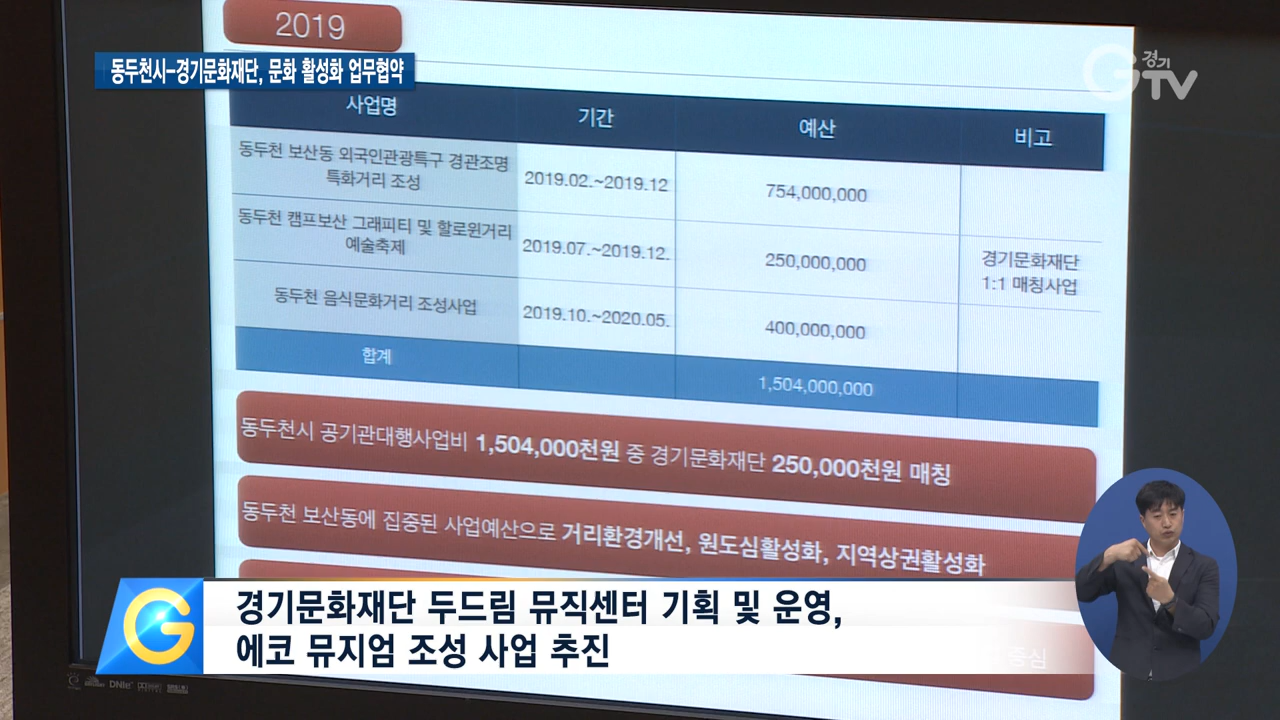 2019
동두천시-경기문화재단, 문화 활성화 업무협약
경기
GTV
사업명 기간 예산 비고
동두천 보산동 외국인관광특구 경관조명
특화거리 조성
2019.02.~2019.12
754,000,000
동두천 캠프보산 그래피티 및 할로윈거리
예술축제
2019.07.~2019.12.
250,000,000
경기문화재단
1:1 매칭사업
동두천 음식문화거리 조성사업
2019.10.~2020.05.
400,000,000
합계
1,504,000,000
동두천시 공기관대행사업비 1,504,000천원 중 경기문화재단 250,000천원 매칭
동두천 보산동에 집중된 사업예산으로 거리환경개선, 원도심활성화, 지역상권활성화
G
경기문화재단 두드림 뮤직센터 기획 및 운영,
에코 뮤지엄 조성 사업 추진
중심
DNIe